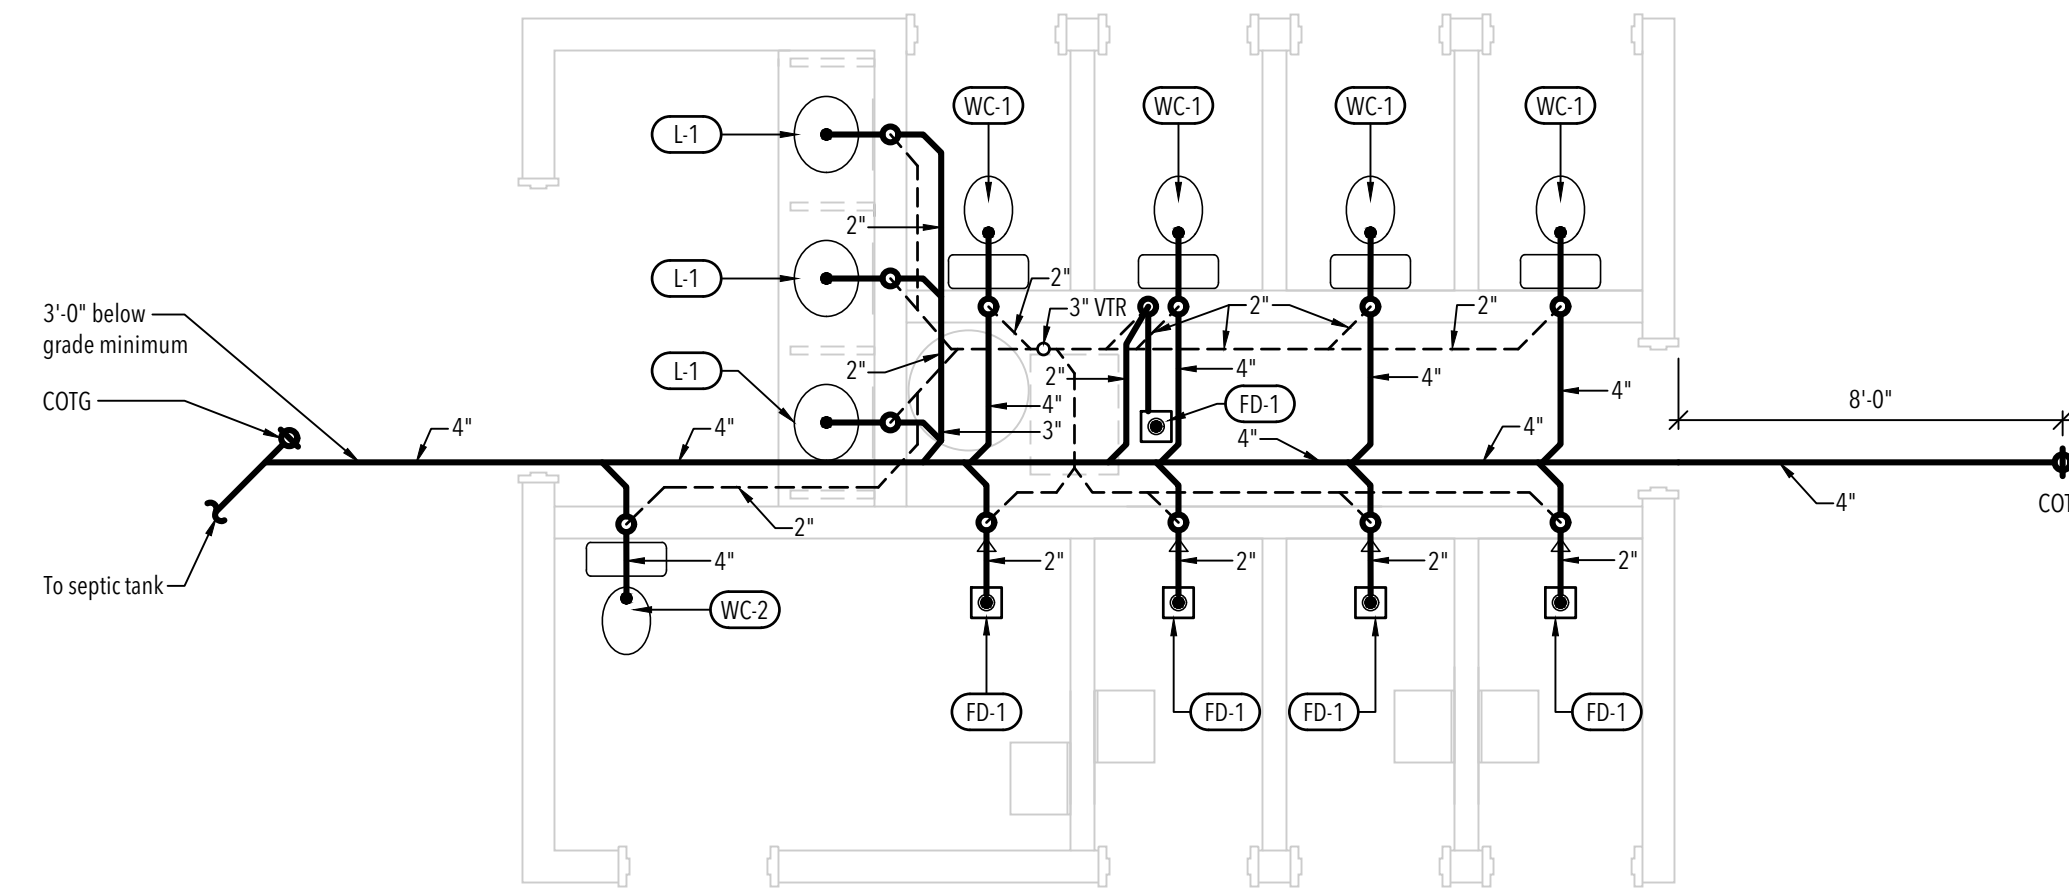 WC-1
WC-1
WC-1
WC-1
L-1
2"
L-1
2"
3" VTR
2"
2"
3'-0" below
grade minimum
L-1
2"
2"
4"
4"
4"
COTG
4"
FD-1
8'-0"
4"
4"
3"
4"
4"
4"
COT
2"
4"
2"
2"
2"
2"
To septic tank
WC-2
FD-1
FD-1
FD-1
FD-1